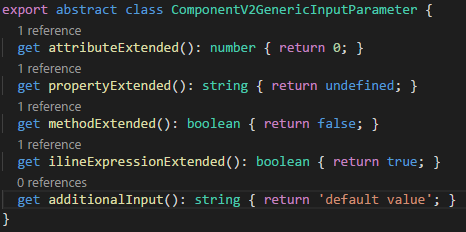 export abstract class ComponentV2GenericInputParameter {
1 reference
get attributeExtended(): number { return 0; }
1 reference
get propertyExtended(): string { return undefined; }
1 reference
get methodExtended(): boolean { return false; }
1 reference
get ilineExpressionExtended(): boolean { return true; }
0 references
get additionalInput(): string { return 'default value'; }
}